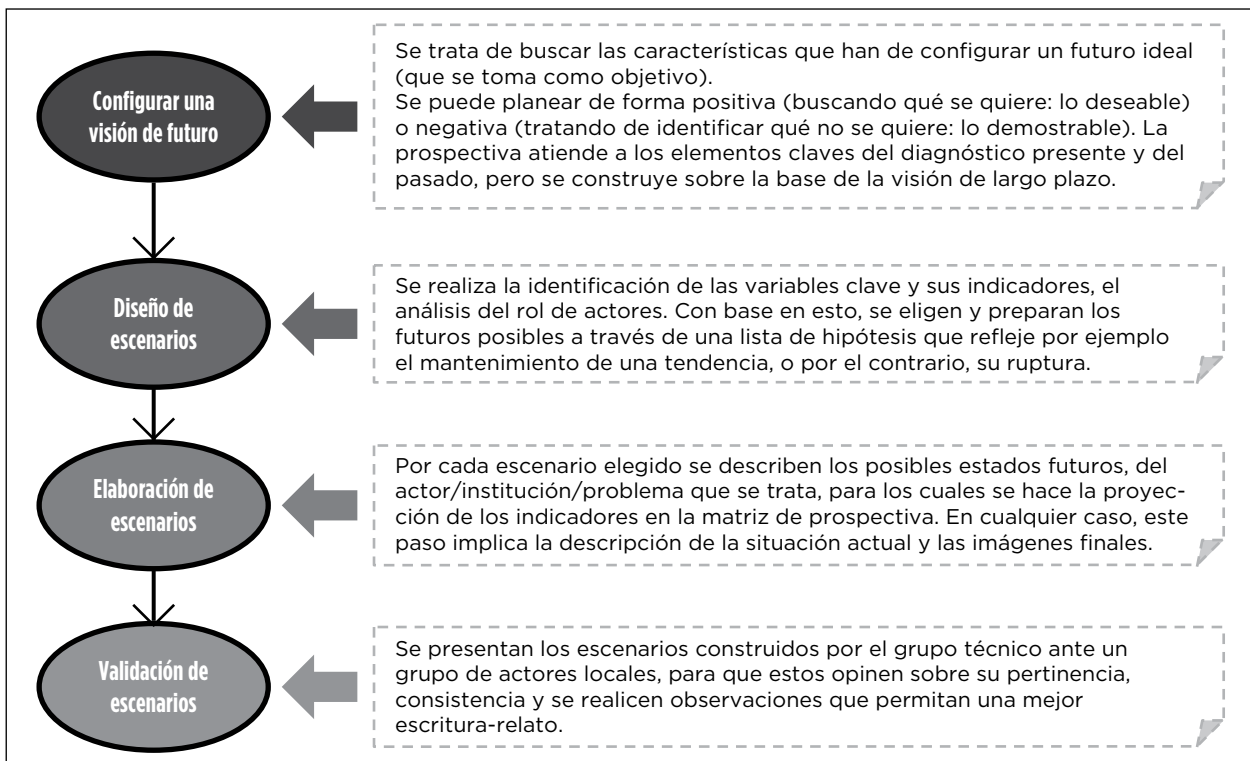 Configurar una
visión de futuro
Se trata de buscar las características que han de configurar un futuro ideal
(que se toma como objetivo).
Se puede planear de forma positiva (buscando qué se quiere: lo deseable)
o negativa (tratando de identificar qué no se quiere: lo demostrable). La
prospectiva atiende a los elementos claves del diagnóstico presente y del
pasado, pero se construye sobre la base de la visión de largo plazo.
Diseño de
escenarios
Se realiza la identificación de las variables clave y sus indicadores, el
análisis del rol de actores. Con base en esto, se eligen y preparan los
futuros posibles a través de una lista de hipótesis que refleje por ejemplo
el mantenimiento de una tendencia, o por el contrario, su ruptura.
Elaboración de
escenarios
Por cada escenario elegido se describen los posibles estados futuros, del
actor/institución/problema que se trata, para los cuales se hace la proyec-
ción de los indicadores en la matriz de prospectiva. En cualquier caso, este
paso implica la descripción de la situación actual y las imágenes finales.
Validación de
escenarios
Se presentan los escenarios construidos por el grupo técnico ante un
grupo de actores locales, para que estos opinen sobre su pertinencia,
consistencia y se realicen observaciones que permitan una mejor
escritura-relato.